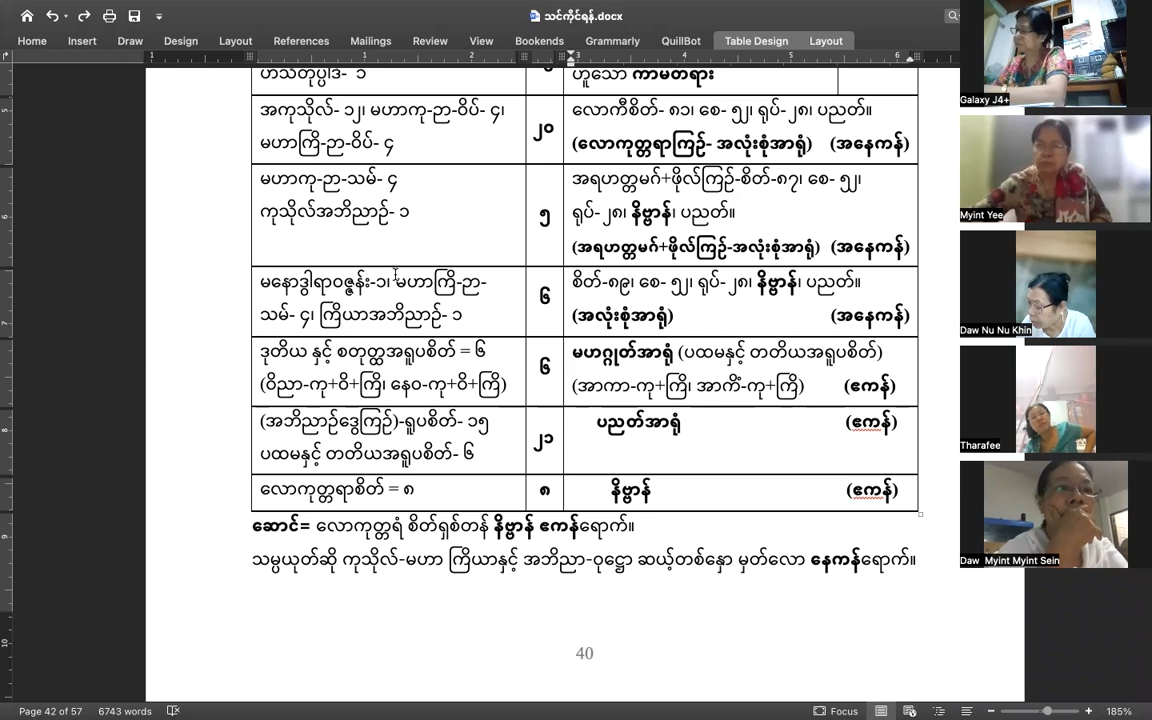 သင်ကိုင်ရန်.docx
Home Insert Draw Design Layout References Mailings Review View Bookends Grammarly QuillBot Table Design Layout
ဟသိတုပ္ပါဒ်- ၁ ဟူသော ကာမတရား
အကုသိုလ်- ၁၂၊ မဟာကု-ဉာ-ဝိပ်- ၄၊ ၂၀ လောကီစိတ်- ၈၁၊ စေ- ၅၂၊ ရုပ်-၂၈၊ ပညတ်။
မဟာကြိ-ဉာ-ဝိပ်- ၄ (လောကုတ္တရာကြဉ်- အလုံးစုံအာရုံ) (အနေကန်)
မဟာကု-ဉာ-သမ်- ၄ ၅ အရဟတ္တမဂ်+ဖိုလ်ကြဉ်-စိတ်-၈၇၊ စေ- ၅၂၊
ကုသိုလ်အဘိညာဉ်- ၁ ရုပ်-၂၈၊ နိဗ္ဗာန်၊ ပညတ်။
(အရဟတ္တမဂ်+ဖိုလ်ကြဉ်-အလုံးစုံအာရုံ) (အနေကန်)
မနောဒွါရာဝဇ္ဇန်း-၁၊ မဟာကြိ-ဉာ- ၆ စိတ်-၈၉၊ စေ- ၅၂၊ ရုပ်-၂၈၊ နိဗ္ဗာန်၊ ပညတ်။
သမ်- ၄၊ ကြိယာအဘိညာဉ်- ၁ (အလုံးစုံအာရုံ) (အနေကန်)
ဒုတိယ နှင့် စတုတ္ထအရူပစိတ် = ၆ ၆ မဟဂ္ဂုတ်အာရုံ (ပထမနှင့် တတိယအရူပစိတ်)
(ဝိညာ-ကု+ဝိ+ကြိ၊ နေဝ-ကု+ဝိ+ကြိ) (အာကာ-ကု+ကြိ၊ အာကိံ-ကု+ကြိ) (ဧကန်)
(အဘိညာဉ်ဒွေကြဉ်)-ရူပစိတ်- ၁၅ ၂၁ ပညတ်အာရုံ (ဧကန်)
ပထမနှင့် တတိယအရူပစိတ်- ၆
လောကုတ္တရာစိတ် = ၈ ၈ နိဗ္ဗာန် (ဧကန်)
ဆောင်= လောကုတ္တရံ စိတ်ရှစ်တန် နိဗ္ဗာန် ဧကန်ရောက်။
သမ္ပယုတ်ဆို ကုသိုလ်-မဟာ ကြိယာနှင့် အဘိညာ-ဝုဋ္ဌော ဆယ့်တစ်နှော မှတ်လော နေကန်ရောက်။
40
Page 42 of 57 6743 words Focus 185%
Galaxy J4+
Myint Yee
Daw Nu Nu Khin
Tharafee
Daw Myint Myint Sein